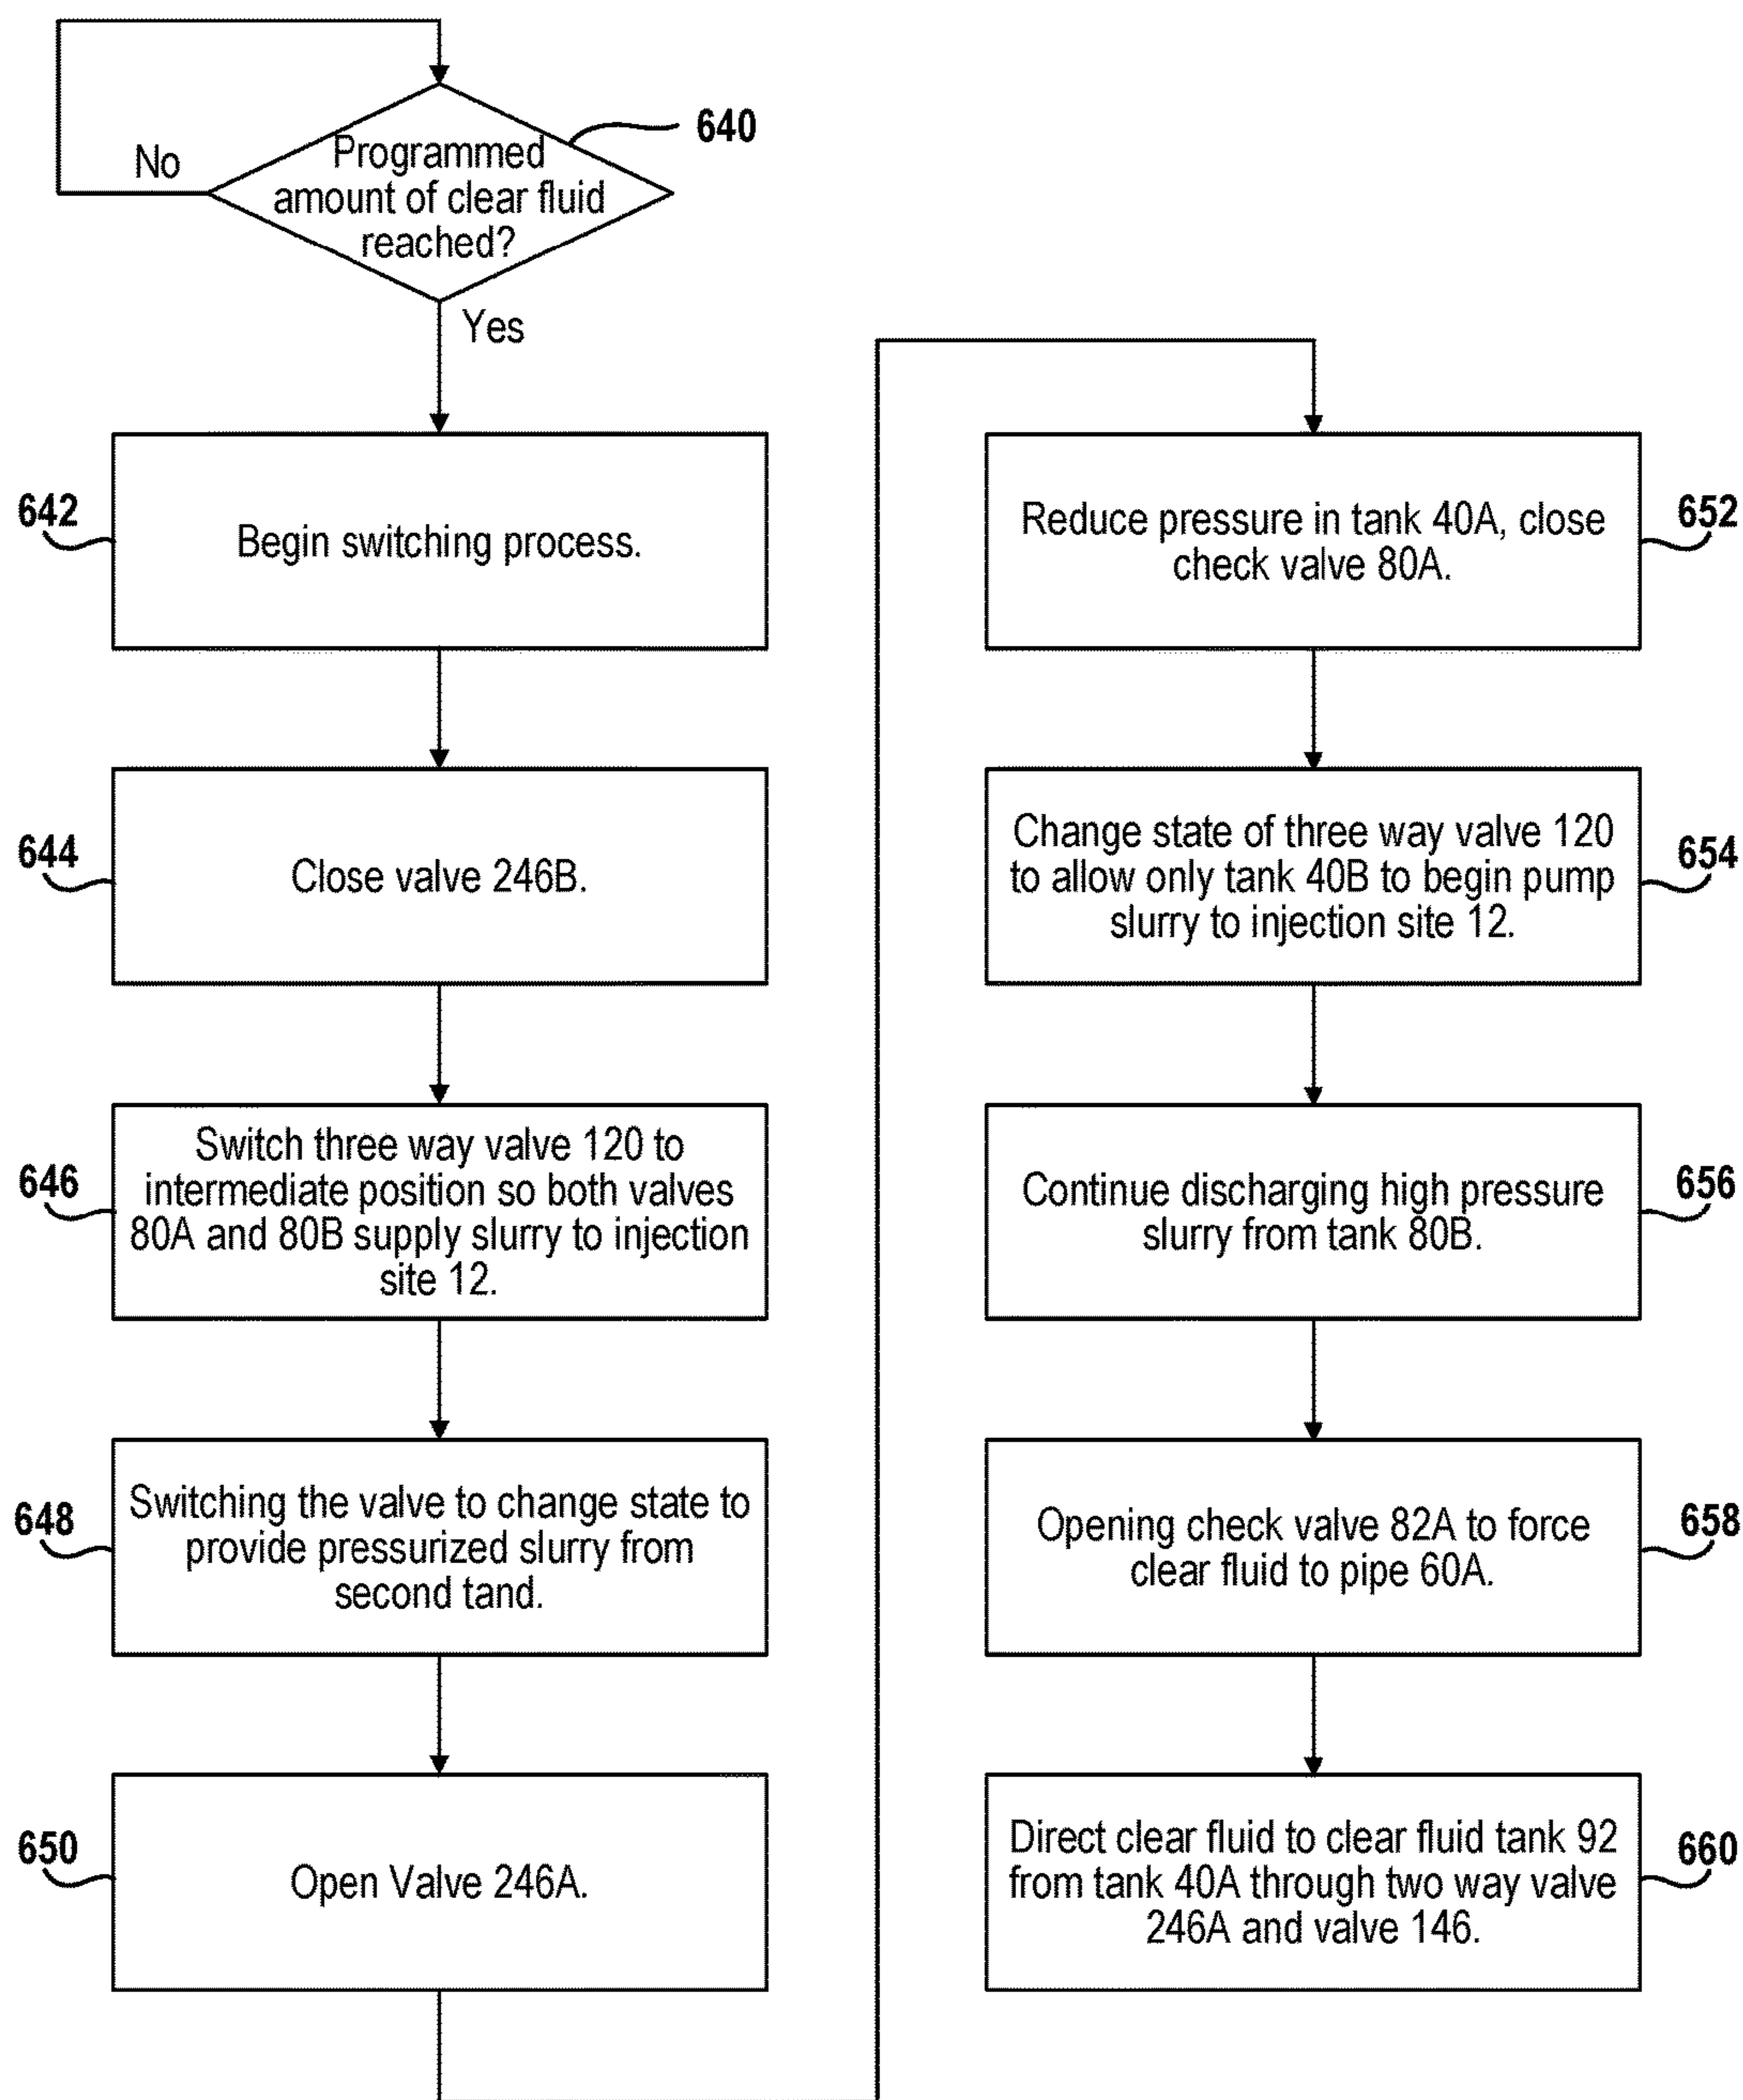 640
Programmed
amount of clear fluid
reached?
No
Yes
642
Begin switching process.
644
Close valve 246B.
646
Switch three way valve 120 to
intermediate position so both valves
80A and 80B supply slurry to injection
site 12.
648
Switching the valve to change state to
provide pressurized slurry from
second tand.
650
Open Valve 246A.
652
Reduce pressure in tank 40A, close
check valve 80A.
654
Change state of three way valve 120
to allow only tank 40B to begin pump
slurry to injection site 12.
656
Continue discharging high pressure
slurry from tank 80B.
658
Opening check valve 82A to force
clear fluid to pipe 60A.
660
Direct clear fluid to clear fluid tank 92
from tank 40A through two way valve
246A and valve 146.